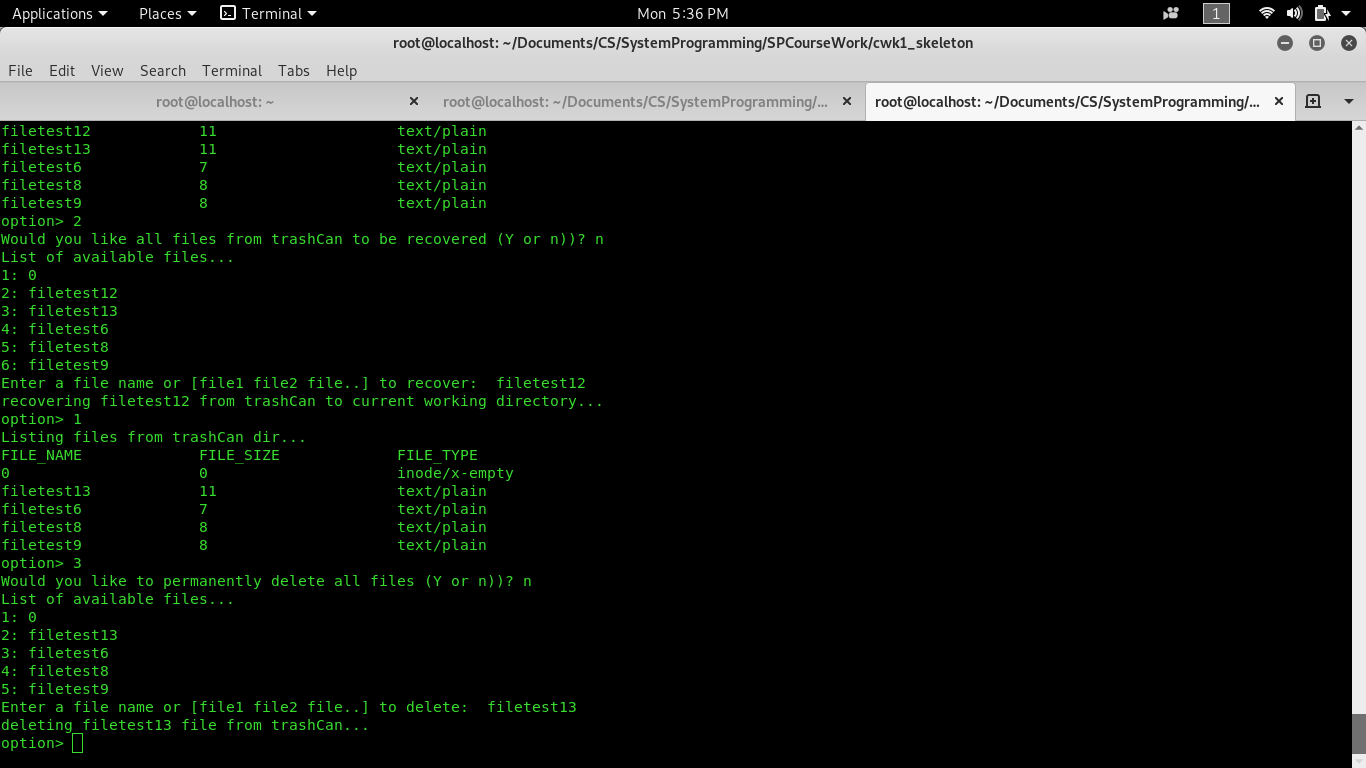 Applications Places Terminal Mon 5:36 PM 1
root@localhost: ~/Documents/CS/SystemProgramming/SPCourseWork/cwk1_skeleton
File Edit View Search Terminal Tabs Help
root@localhost: ~ root@localhost: ~/Documents/CS/SystemProgramming/... root@localhost: ~/Documents/CS/SystemProgramming/...
filetest12 11 text/plain
filetest13 11 text/plain
filetest6 7 text/plain
filetest8 8 text/plain
filetest9 8 text/plain
option> 2
Would you like all files from trashCan to be recovered (Y or n))? n
List of available files...
1: 0
2: filetest12
3: filetest13
4: filetest6
5: filetest8
6: filetest9
Enter a file name or [file1 file2 file..] to recover:  filetest12
recovering filetest12 from trashCan to current working directory...
option> 1
Listing files from trashCan dir...
FILE_NAME FILE_SIZE FILE_TYPE
0 0 inode/x-empty
filetest13 11 text/plain
filetest6 7 text/plain
filetest8 8 text/plain
filetest9 8 text/plain
option> 3
Would you like to permanently delete all files (Y or n))? n
List of available files...
1: 0
2: filetest13
3: filetest6
4: filetest8
5: filetest9
Enter a file name or [file1 file2 file..] to delete:  filetest13
deleting filetest13 file from trashCan...
option>